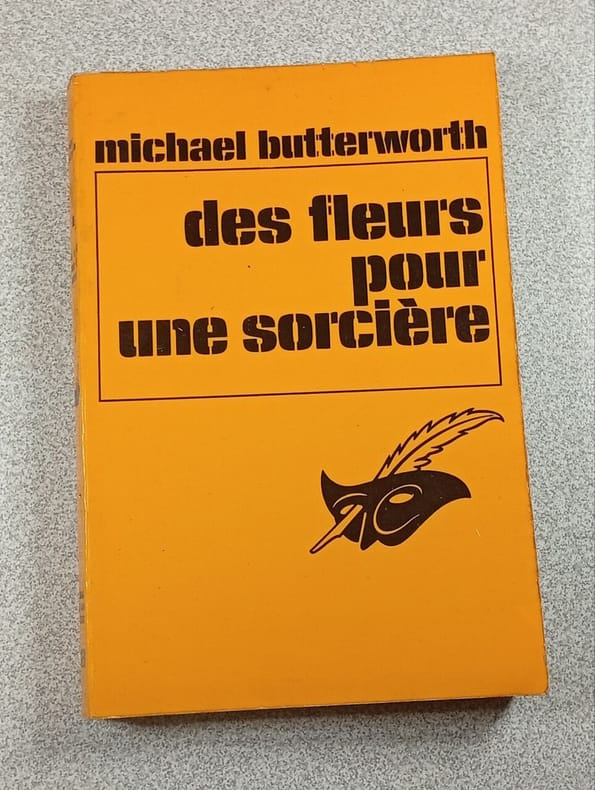 michael butterworth
des fleurs
pour
une sorcière